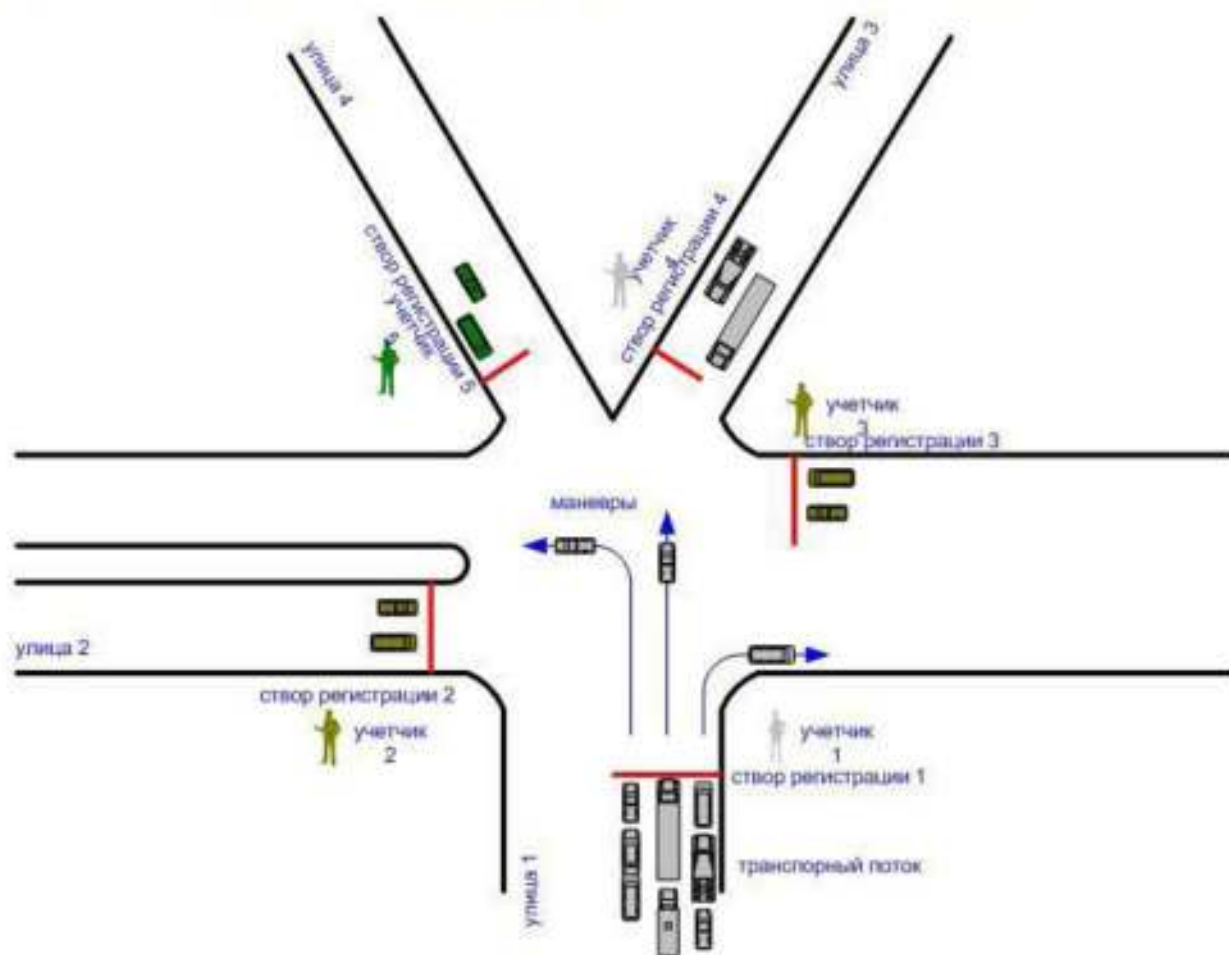 улица 4
улица 3
створ регистрации 5
учетчик
5
учетчик
4
створ регистрации 4
учетчик
3
створ регистрации 3
маневры
улица 2
створ регистрации 2
учетчик
2
учетчик
1
створ регистрации 1
улица 1
транспорный поток